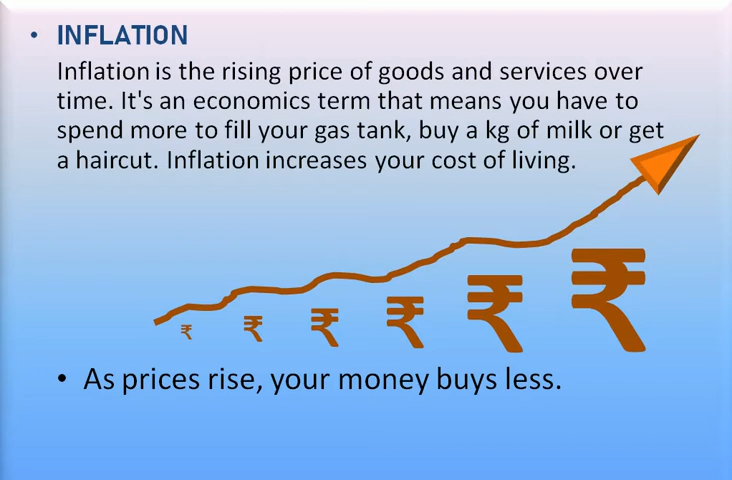 • INFLATION
Inflation is the rising price of goods and services over
time. It's an economics term that means you have to
spend more to fill your gas tank, buy a kg of milk or get
a haircut. Inflation increases your cost of living.
₹ ₹ ₹ ₹ ₹ ₹
• As prices rise, your money buys less.